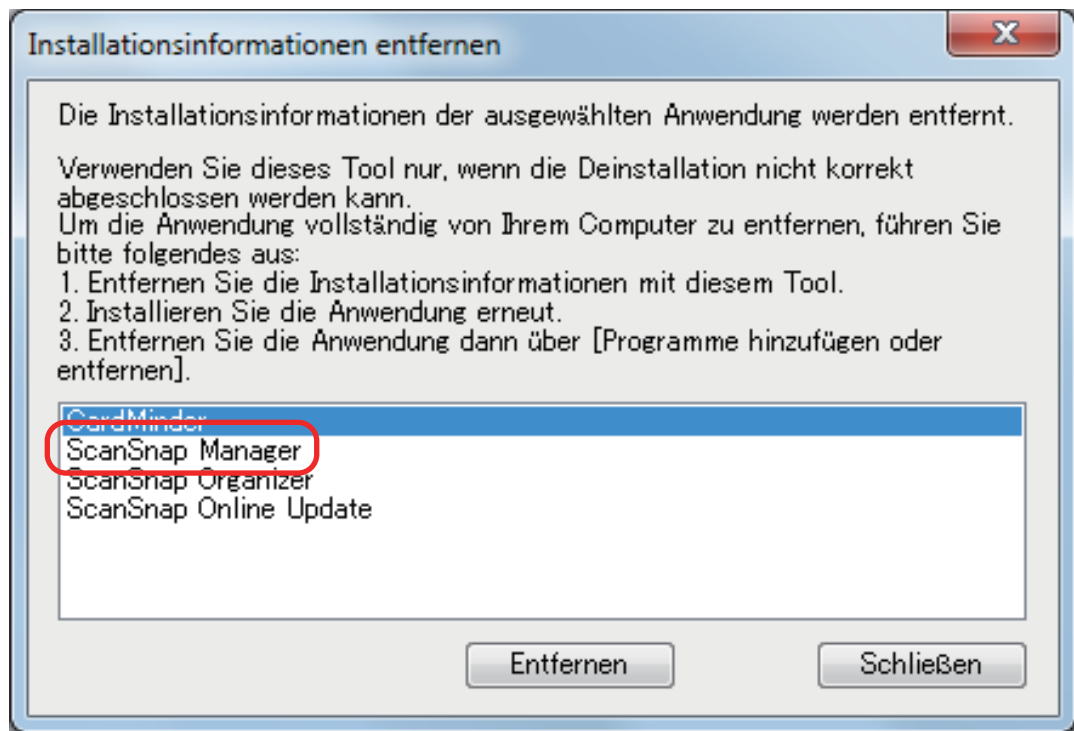 Installationsinformationen entfernen
Die Installationsinformationen der ausgewählten Anwendung werden entfernt.
Verwenden Sie dieses Tool nur, wenn die Deinstallation nicht korrekt
abgeschlossen werden kann.
Um die Anwendung vollständig von Ihrem Computer zu entfernen, führen Sie
bitte folgendes aus:
1. Entfernen Sie die Installationsinformationen mit diesem Tool.
2. Installieren Sie die Anwendung erneut.
3. Entfernen Sie die Anwendung dann über [Programme hinzufügen oder
entfernen].
CardMinder
ScanSnap Manager
ScanSnap Organizer
ScanSnap Online Update
Entfernen Schließen